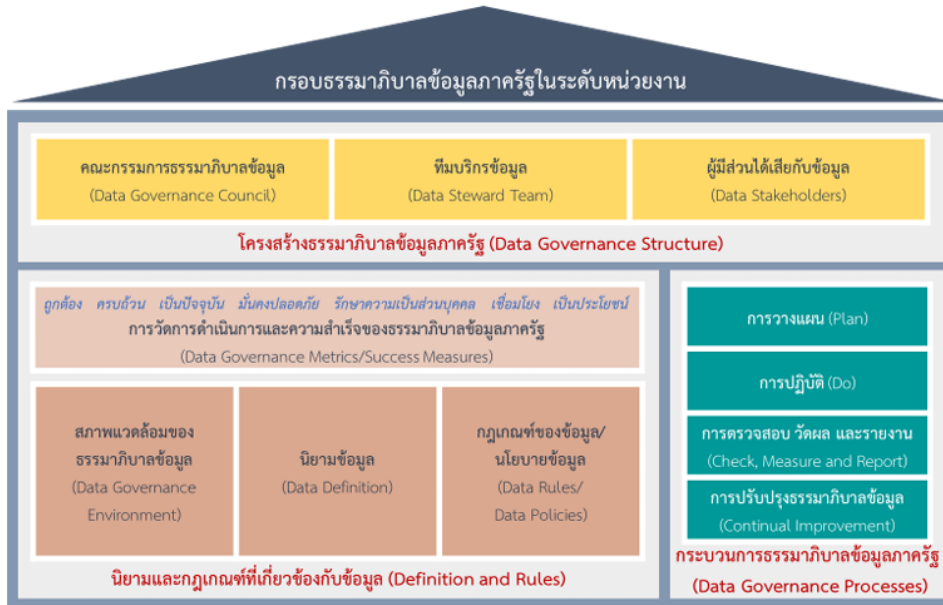 กรอบธรรมาภิบาลข้อมูลภาครัฐในระดับหน่วยงาน
คณะกรรมการธรรมาภิบาลข้อมูล
(Data Governance Council)
ทีมบริกรข้อมูล
(Data Steward Team)
ผู้มีส่วนได้เสียกับข้อมูล
(Data Stakeholders)
โครงสร้างธรรมาภิบาลข้อมูลภาครัฐ (Data Governance Structure)
ถูกต้อง ครบถ้วน เป็นปัจจุบัน มั่นคงปลอดภัย รักษาความเป็นส่วนบุคคล เชื่อมโยง เป็นประโยชน์
การวัดการดำเนินการและความสำเร็จของธรรมาภิบาลข้อมูลภาครัฐ
(Data Governance Metrics/Success Measures)
สภาพแวดล้อมของ
ธรรมาภิบาลข้อมูล
(Data Governance
Environment)
นิยามข้อมูล
(Data Definition)
กฎเกณฑ์ของข้อมูล/
นโยบายข้อมูล
(Data Rules/
Data Policies)
นิยามและกฎเกณฑ์ที่เกี่ยวข้องกับข้อมูล (Definition and Rules)
การวางแผน (Plan)
การปฏิบัติ (Do)
การตรวจสอบ วัดผล และรายงาน
(Check, Measure and Report)
การปรับปรุงธรรมาภิบาลข้อมูล
(Continual Improvement)
กระบวนการธรรมาภิบาลข้อมูลภาครัฐ
(Data Governance Processes)